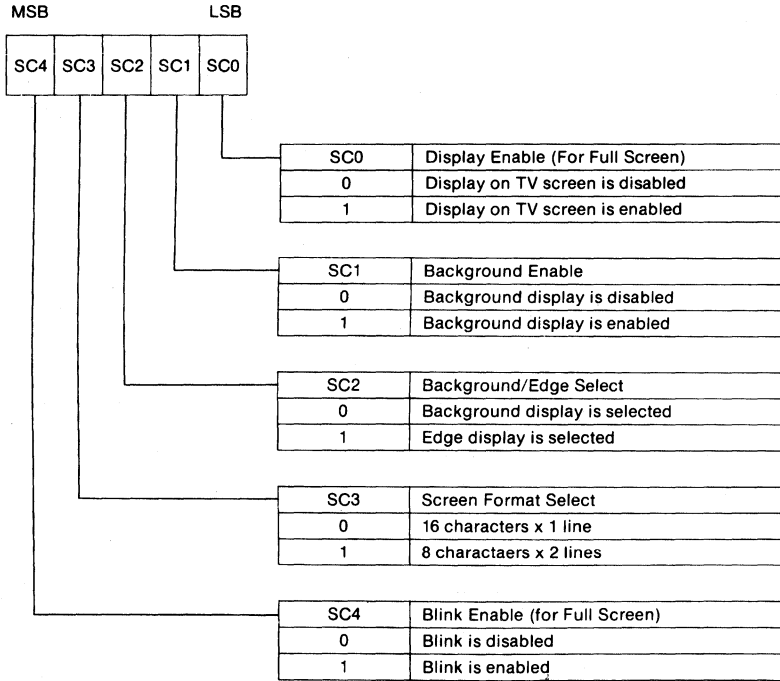 MSB LSB
SC4 SC3 SC2 SC1 SC0
SC0 Display Enable (For Full Screen)
0 Display on TV screen is disabled
1 Display on TV screen is enabled
SC1 Background Enable
0 Background display is disabled
1 Background display is enabled
SC2 Background/Edge Select
0 Background display is selected
1 Edge display is selected
SC3 Screen Format Select
0 16 characters x 1 line
1 8 charactaers x 2 lines
SC4 Blink Enable (for Full Screen)
0 Blink is disabled
1 Blink is enabled